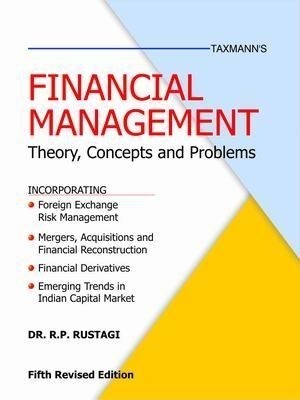 TAXMANN'S
FINANCIAL
MANAGEMENT
Theory, Concepts and Problems
INCORPORATING
Foreign Exchange
Risk Management
Mergers, Acquisitions and
Financial Reconstruction
Financial Derivatives
Emerging Trends in
Indian Capital Market
DR. R.P. RUSTAGI
Fifth Revised Edition